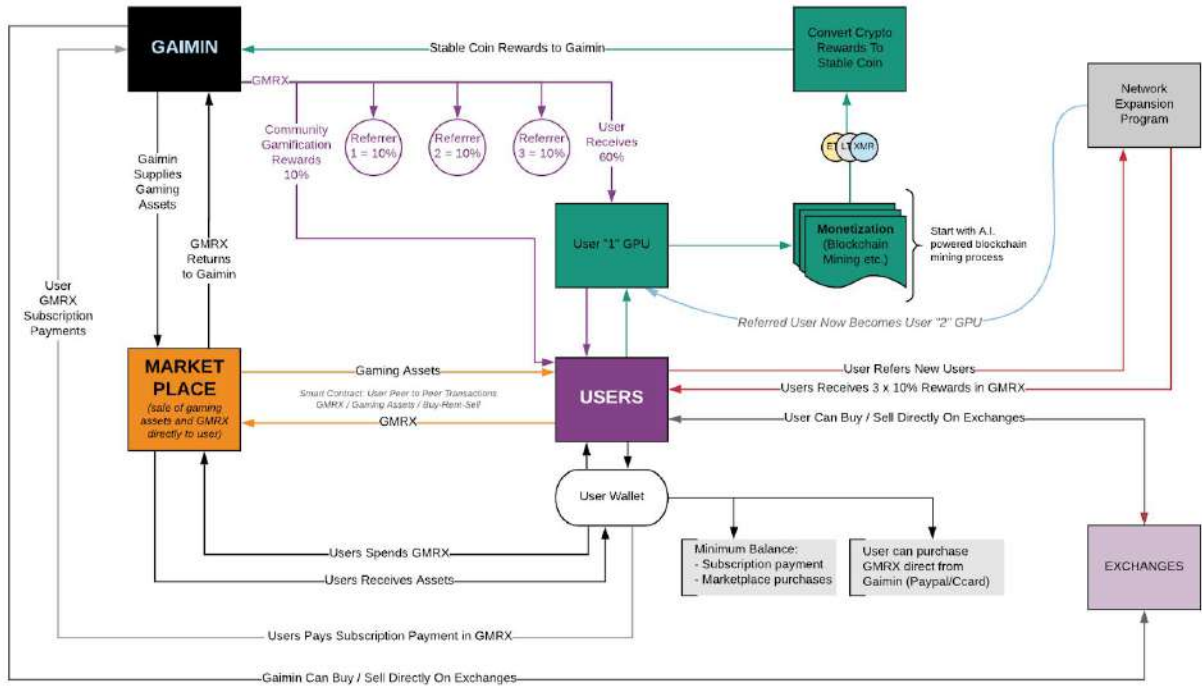 GAIMIN
Stable Coin Rewards to Gaimin
Convert Crypto
Rewards To
Stable Coin
Network
Expansion
Program
GMRX
Community
Gamification
Rewards
10%
Referrer
1 = 10%
Referrer
2 = 10%
Referrer
3 = 10%
User
Receives
60%
ET
LT
XMR
Gaimin
Supplies
Gaming
Assets
GMRX
Returns
to Gaimin
User
GMRX
Subscription
Payments
User "1" GPU
Monetization
(Blockchain
Mining etc.)
Start with A.I.
powered blockchain
mining process
Referred User Now Becomes User "2" GPU
MARKET
PLACE
(sale of gaming
assets and GMRX
directly to user)
Gaming Assets
Smart Contract: User Peer to Peer Transactions
GMRX / Gaming Assets / Buy-Rent-Sell
GMRX
USERS
User Refers New Users
Users Receives 3 x 10% Rewards in GMRX
User Can Buy / Sell Directly On Exchanges
User Wallet
Users Spends GMRX
Users Receives Assets
Minimum Balance:
- Subscription payment
- Marketplace purchases
User can purchase
GMRX direct from
Gaimin (Paypal/Ccard)
EXCHANGES
Users Pays Subscription Payment in GMRX
Gaimin Can Buy / Sell Directly On Exchanges